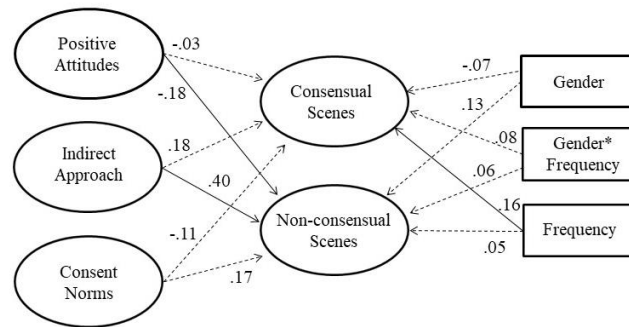 Positive
Attitudes
-.03
-.18
Consensual
Scenes
-.07
Gender
.13
Indirect
Approach
.18
.40
.08
Gender*
Frequency
.06
Non-consensual
Scenes
.16
Frequency
.05
Consent
Norms
-.11
.17